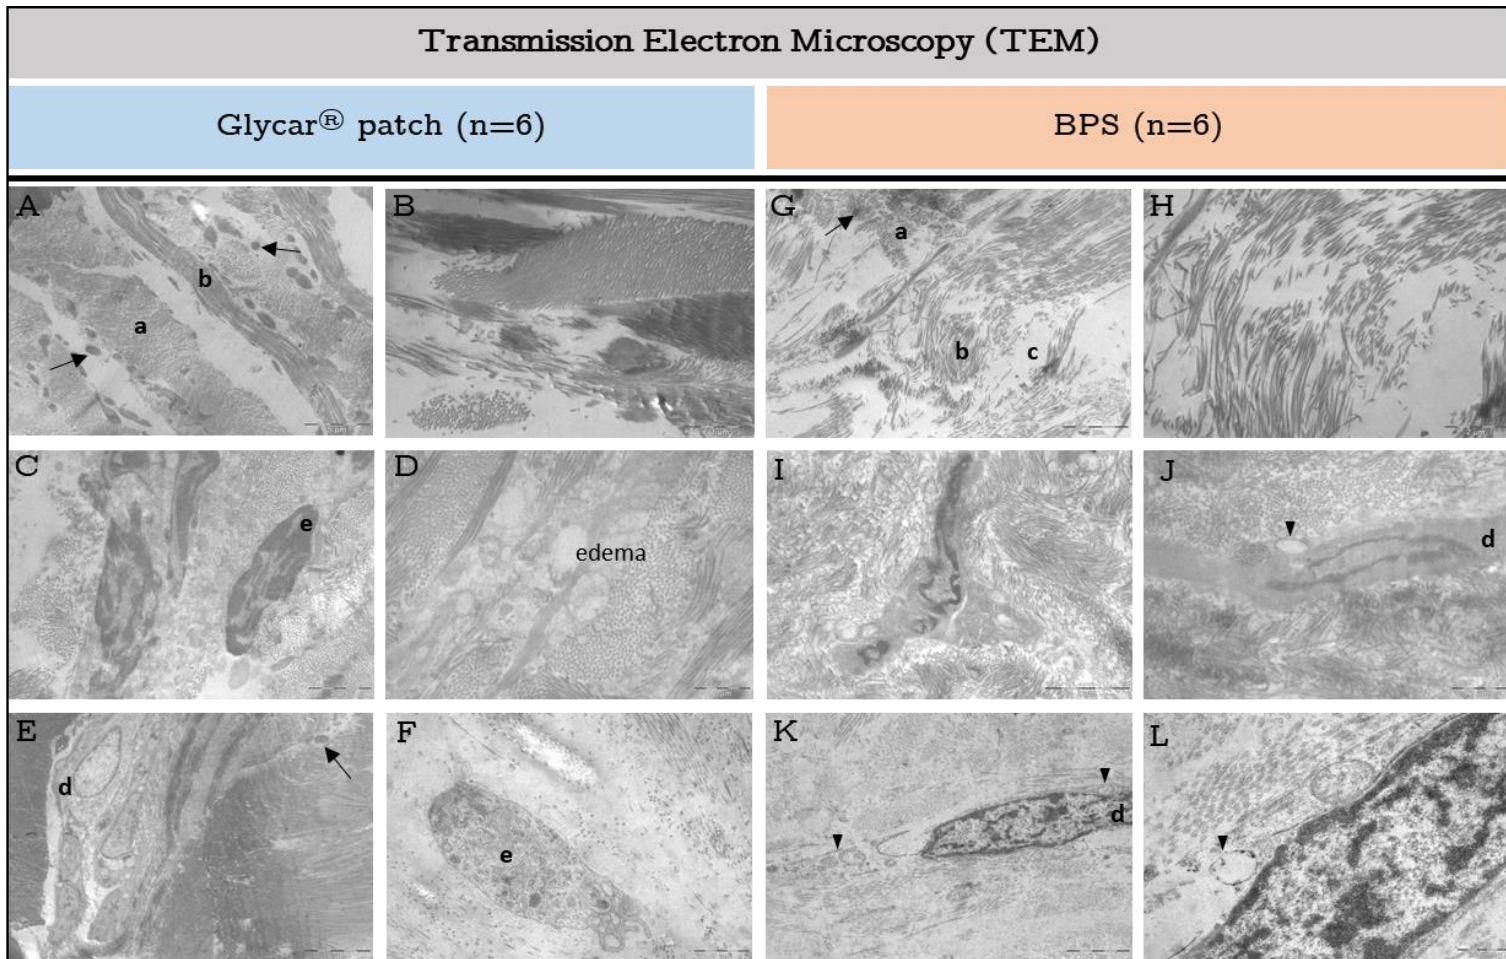 Transmission Electron Microscopy (TEM)
Glycar® patch (n=6)
BPS (n=6)
A
b
a
B
G
a
b
c
H
C
e
D
edema
I
J
d
E
d
F
e
K
d
L